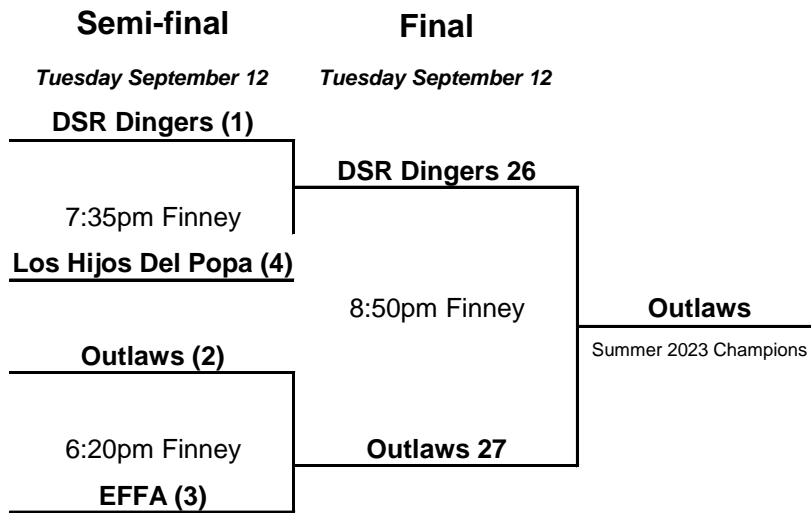 Semi-final
Final
Tuesday September 12
Tuesday September 12
DSR Dingers (1)
DSR Dingers 26
7:35pm Finney
Los Hijos Del Popa (4)
8:50pm Finney
Outlaws
Summer 2023 Champions
Outlaws (2)
6:20pm Finney
Outlaws 27
EFFA (3)